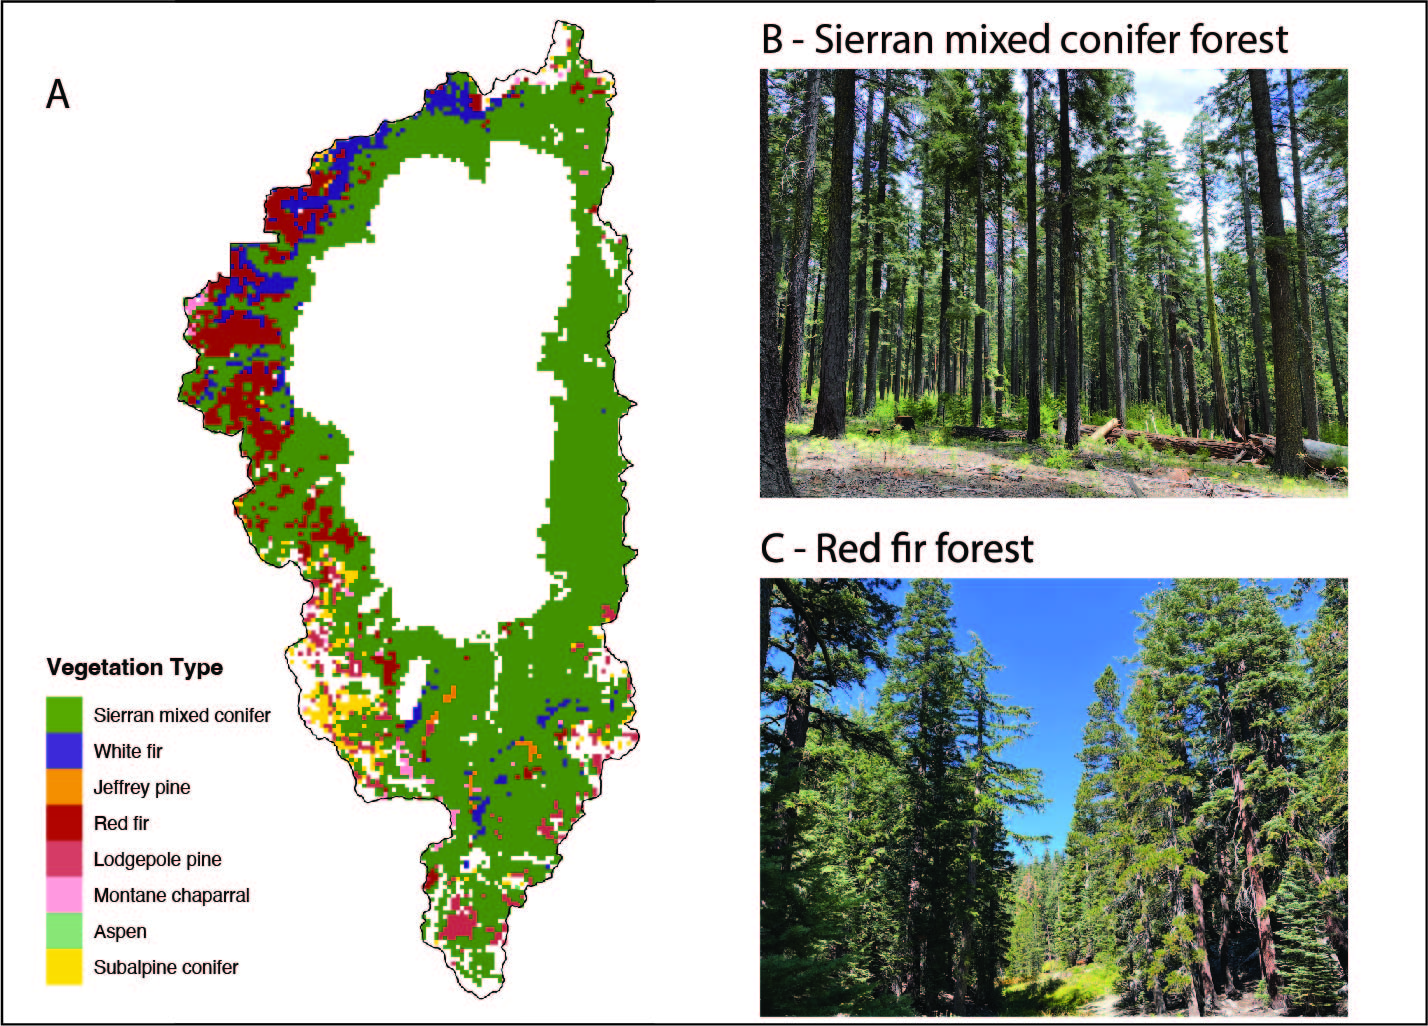 A
B - Sierran mixed conifer forest
C - Red fir forest
Vegetation Type
Sierran mixed conifer
White fir
Jeffrey pine
Red fir
Lodgepole pine
Montane chaparral
Aspen
Subalpine conifer